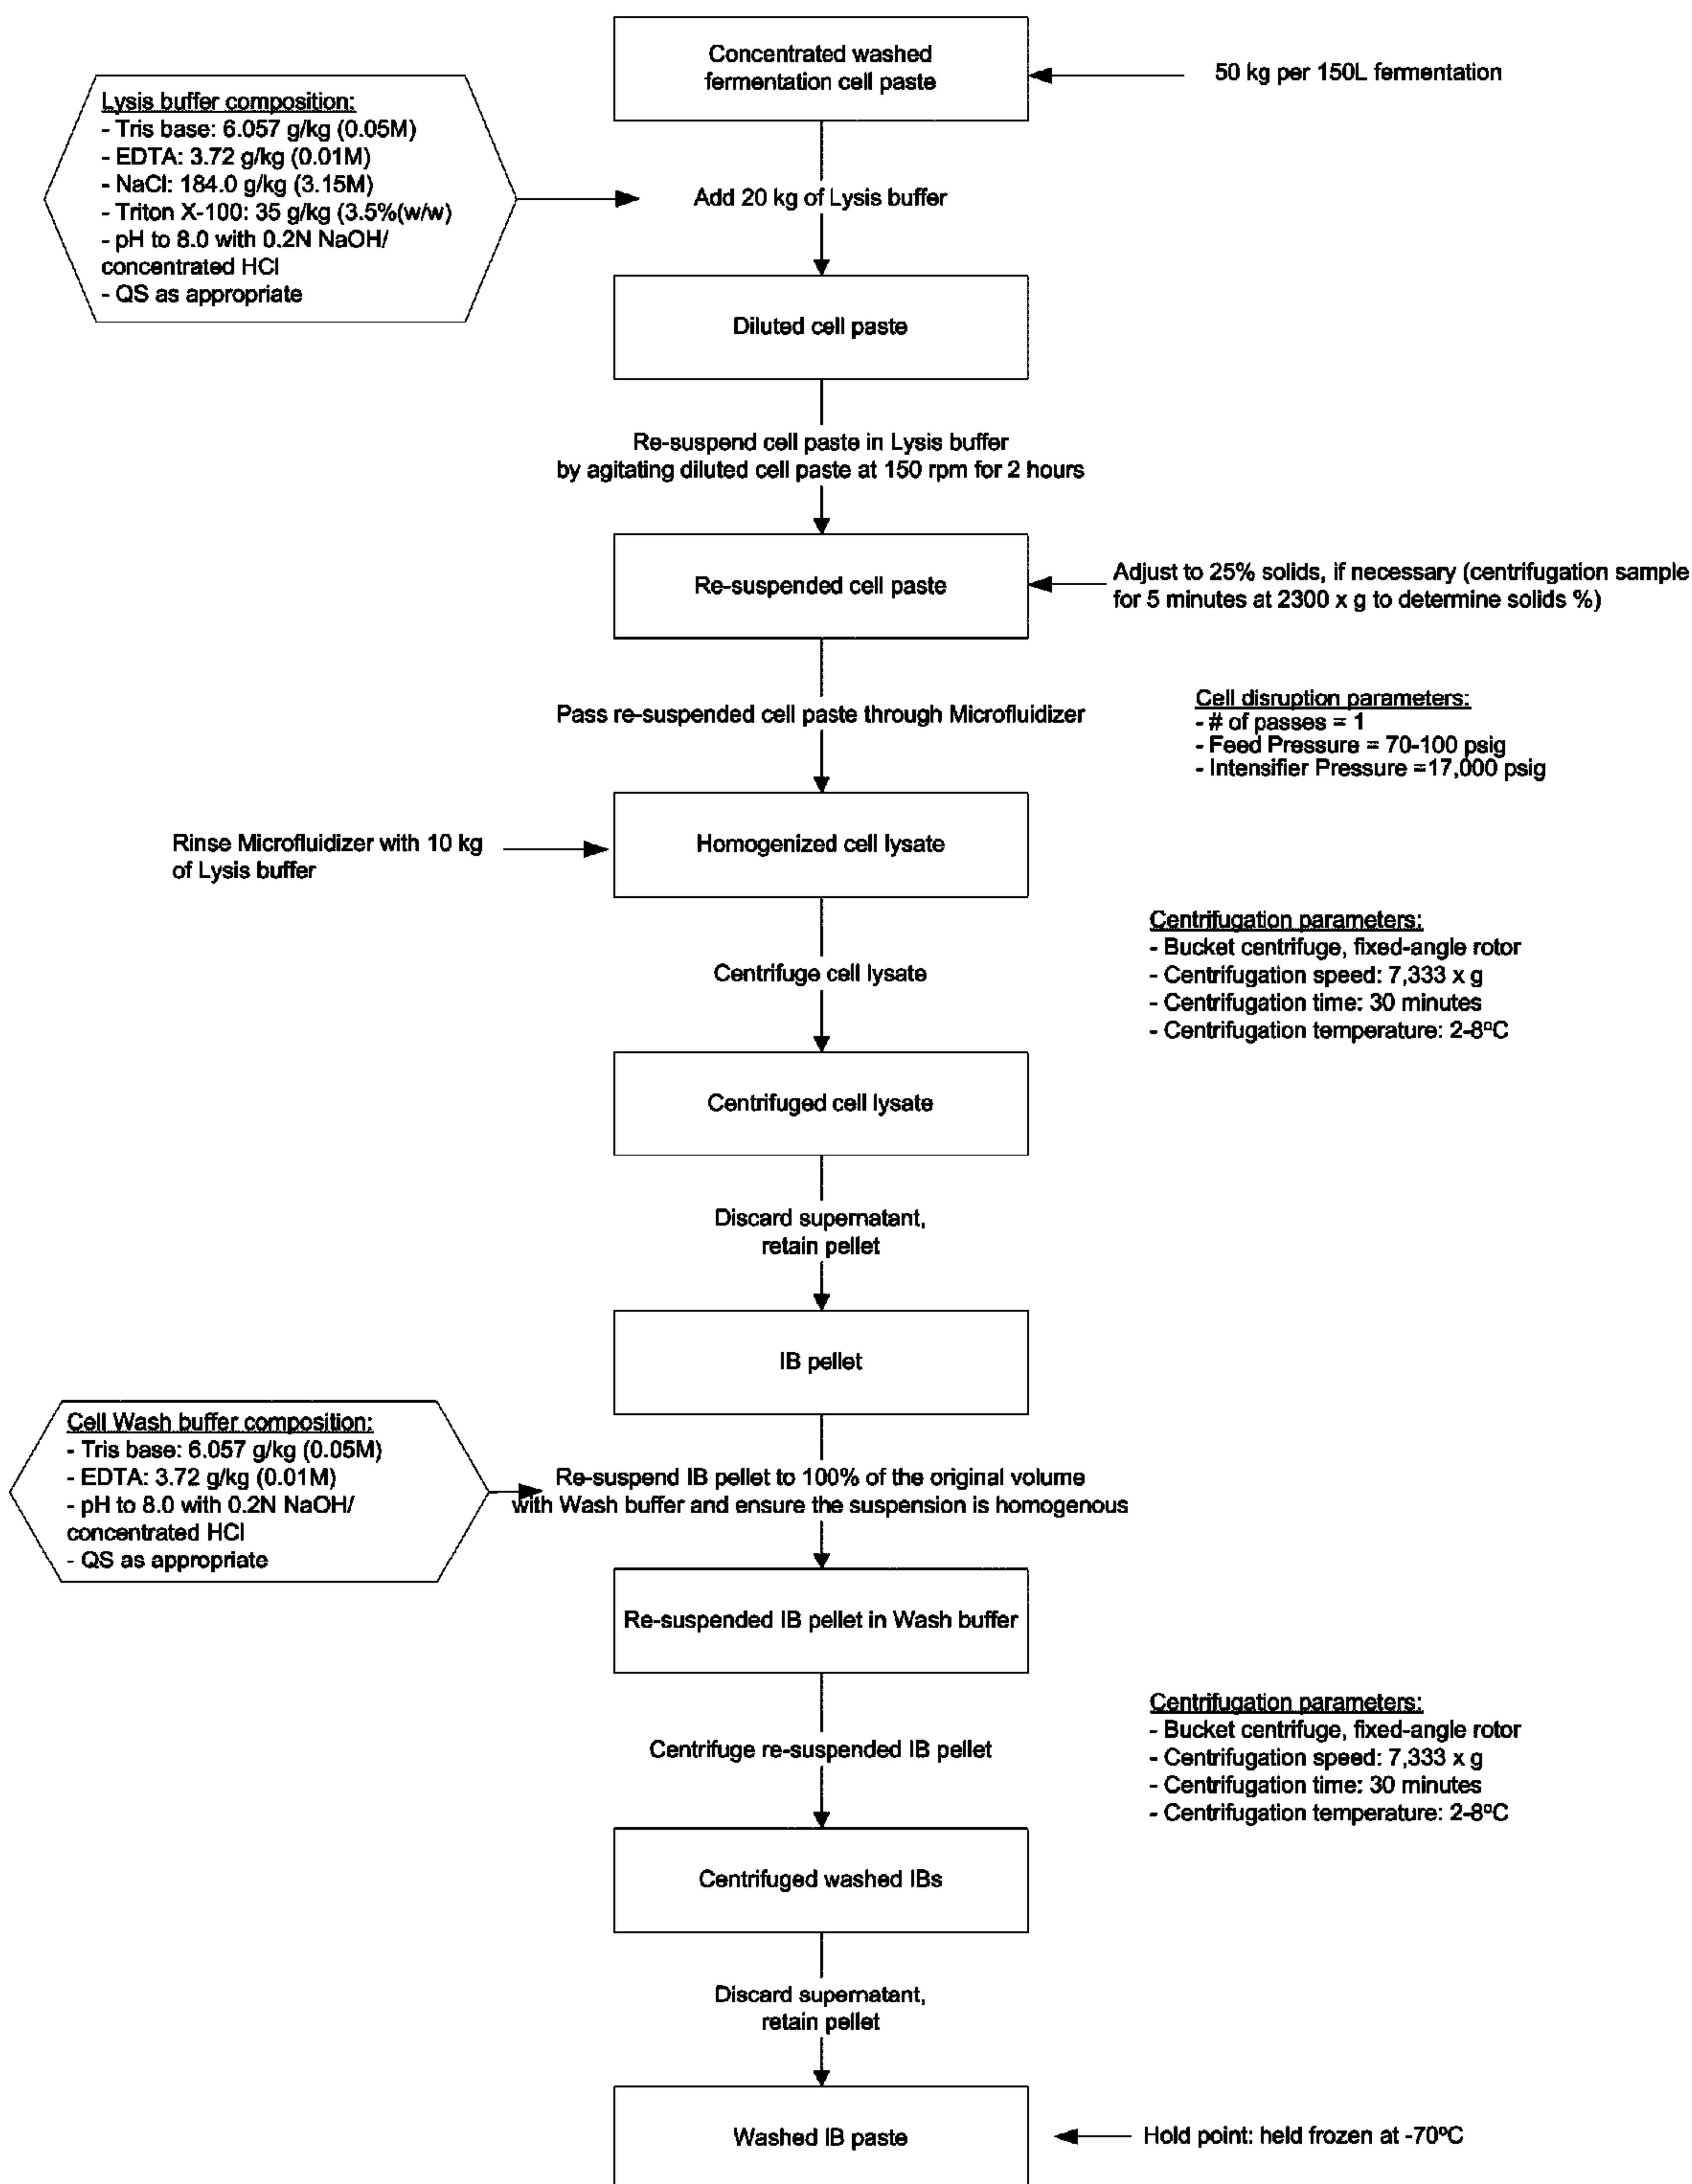 Concentrated washed
fermentation cell paste
50 kg per 150L fermentation
Lysis buffer composition:
- Tris base: 6.057 g/kg (0.05M)
- EDTA: 3.72 g/kg (0.01M)
- NaCl: 184.0 g/kg (3.15M)
- Triton X-100: 35 g/kg (3.5%(w/w)
- pH to 8.0 with 0.2N NaOH/
concentrated HCl
- QS as appropriate
Add 20 kg of Lysis buffer
Diluted cell paste
Re-suspend cell paste in Lysis buffer
by agitating diluted cell paste at 150 rpm for 2 hours
Re-suspended cell paste
Adjust to 25% solids, if necessary (centrifugation sample
for 5 minutes at 2300 x g to determine solids %)
Pass re-suspended cell paste through Microfluidizer
Cell disruption parameters:
- # of passes = 1
- Feed Pressure = 70-100 psig
- Intensifier Pressure =17,000 psig
Rinse Microfluidizer with 10 kg
of Lysis buffer
Homogenized cell lysate
Centrifuge cell lysate
Centrifugation parameters:
- Bucket centrifuge, fixed-angle rotor
- Centrifugation speed: 7,333 x g
- Centrifugation time: 30 minutes
- Centrifugation temperature: 2-8ºC
Centrifuged cell lysate
Discard supernatant,
retain pellet
IB pellet
Cell Wash buffer composition:
- Tris base: 6.057 g/kg (0.05M)
- EDTA: 3.72 g/kg (0.01M)
- pH to 8.0 with 0.2N NaOH/
concentrated HCl
- QS as appropriate
Re-suspend IB pellet to 100% of the original volume
with Wash buffer and ensure the suspension is homogenous
Re-suspended IB pellet in Wash buffer
Centrifuge re-suspended IB pellet
Centrifugation parameters:
- Bucket centrifuge, fixed-angle rotor
- Centrifugation speed: 7,333 x g
- Centrifugation time: 30 minutes
- Centrifugation temperature: 2-8ºC
Centrifuged washed IBs
Discard supernatant,
retain pellet
Washed IB paste
Hold point: held frozen at -70ºC